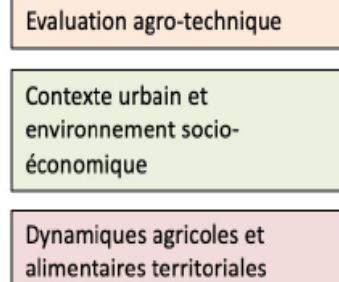 Evaluation agro-technique
Contexte urbain et
environnement socio-
économique
Dynamiques agricoles et
alimentaires territoriales